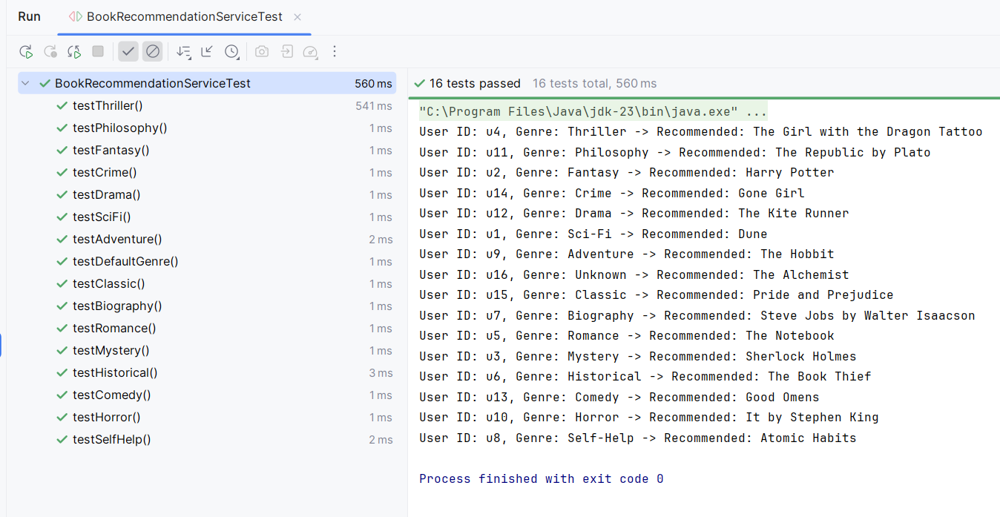 Run BookRecommendationServiceTest
BookRecommendationServiceTest 560 ms
testThriller() 541 ms
testPhilosophy() 1 ms
testFantasy() 1 ms
testCrime() 1 ms
testDrama() 1 ms
testSciFi() 1 ms
testAdventure() 2 ms
testDefaultGenre() 1 ms
testClassic() 1 ms
testBiography() 1 ms
testRomance() 1 ms
testMystery() 1 ms
testHistorical() 3 ms
testComedy() 1 ms
testHorror() 1 ms
testSelfHelp() 2 ms
16 tests passed 16 tests total, 560 ms
"C:\Program Files\Java\jdk-23\bin\java.exe" ...
User ID: u4, Genre: Thriller -> Recommended: The Girl with the Dragon Tattoo
User ID: u11, Genre: Philosophy -> Recommended: The Republic by Plato
User ID: u2, Genre: Fantasy -> Recommended: Harry Potter
User ID: u14, Genre: Crime -> Recommended: Gone Girl
User ID: u12, Genre: Drama -> Recommended: The Kite Runner
User ID: u1, Genre: Sci-Fi -> Recommended: Dune
User ID: u9, Genre: Adventure -> Recommended: The Hobbit
User ID: u16, Genre: Unknown -> Recommended: The Alchemist
User ID: u15, Genre: Classic -> Recommended: Pride and Prejudice
User ID: u7, Genre: Biography -> Recommended: Steve Jobs by Walter Isaacson
User ID: u5, Genre: Romance -> Recommended: The Notebook
User ID: u3, Genre: Mystery -> Recommended: Sherlock Holmes
User ID: u6, Genre: Historical -> Recommended: The Book Thief
User ID: u13, Genre: Comedy -> Recommended: Good Omens
User ID: u10, Genre: Horror -> Recommended: It by Stephen King
User ID: u8, Genre: Self-Help -> Recommended: Atomic Habits
Process finished with exit code 0